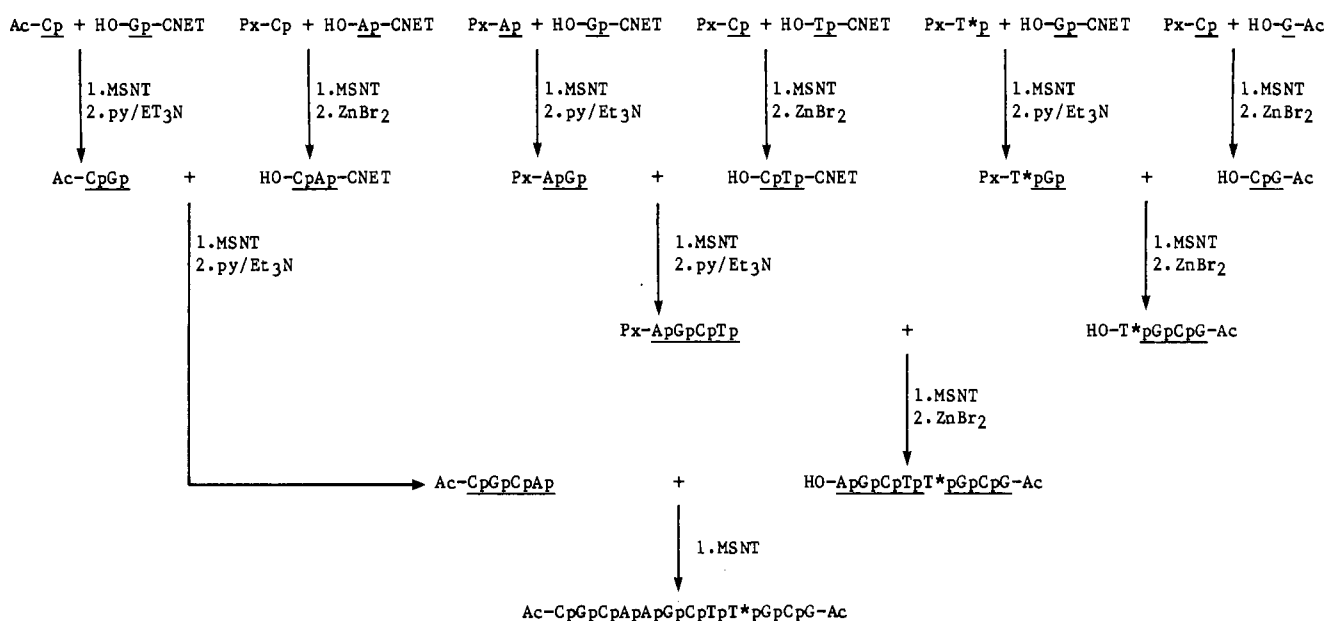 Ac-Cp + HO-Gp-CNET Px-Cp + HO-Ap-CNET Px-Ap + HO-Gp-CNET Px-Cp + HO-Tp-CNET Px-T*p + HO-Gp-CNET Px-Cp + HO-G-Ac
1.MSNT 1.MSNT 1.MSNT 1.MSNT 1.MSNT 1.MSNT
2.py/ET3N 2.ZnBr2 2.py/Et3N 2.ZnBr2 2.py/Et3N 2.ZnBr2
Ac-CpGp + HO-CpAp-CNET Px-ApGp + HO-CpTp-CNET Px-T*pGp + HO-CpG-Ac
1.MSNT 1.MSNT 1.MSNT
2.py/Et3N 2.py/Et3N 2.ZnBr2
Px-ApGpCpTp + HO-T*pGpCpG-Ac
1.MSNT
2.ZnBr2
Ac-CpGpCpAp + HO-ApGpCpTpT*pGpCpG-Ac
1.MSNT
Ac-CpGpCpApApGpCpTpT*pGpCpG-Ac